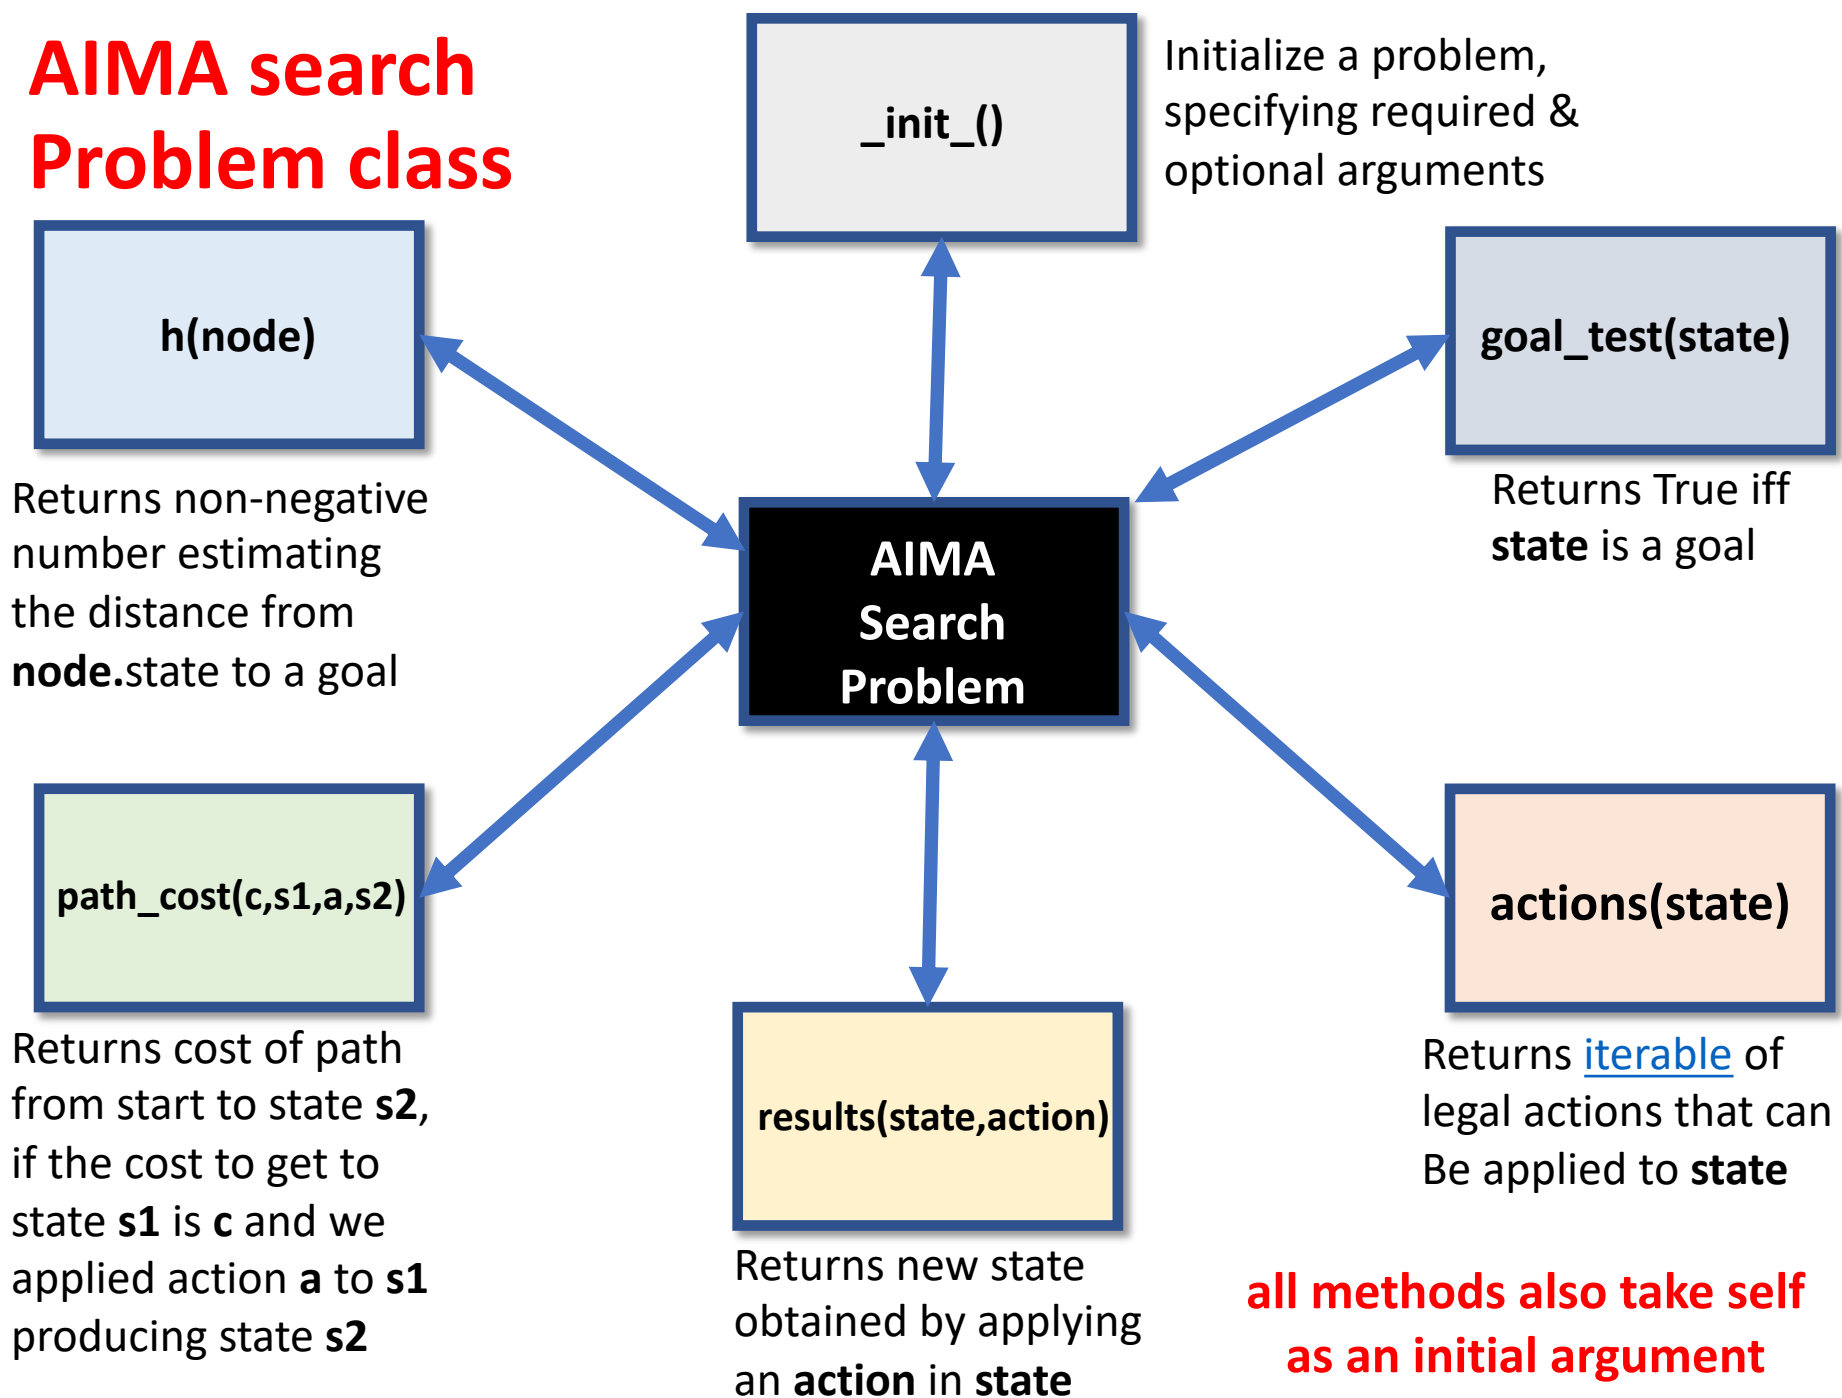 AIMA search
Problem class
_init_()
Initialize a problem,
specifying required &
optional arguments
h(node)
Returns non-negative
number estimating
the distance from
node.state to a goal
goal_test(state)
Returns True iff
state is a goal
AIMA
Search
Problem
path_cost(c,s1,a,s2)
Returns cost of path
from start to state s2,
if the cost to get to
state s1 is c and we
applied action a to s1
producing state s2
results(state,action)
Returns new state
obtained by applying
an action in state
actions(state)
Returns iterable of
legal actions that can
Be applied to state
all methods also take self
as an initial argument